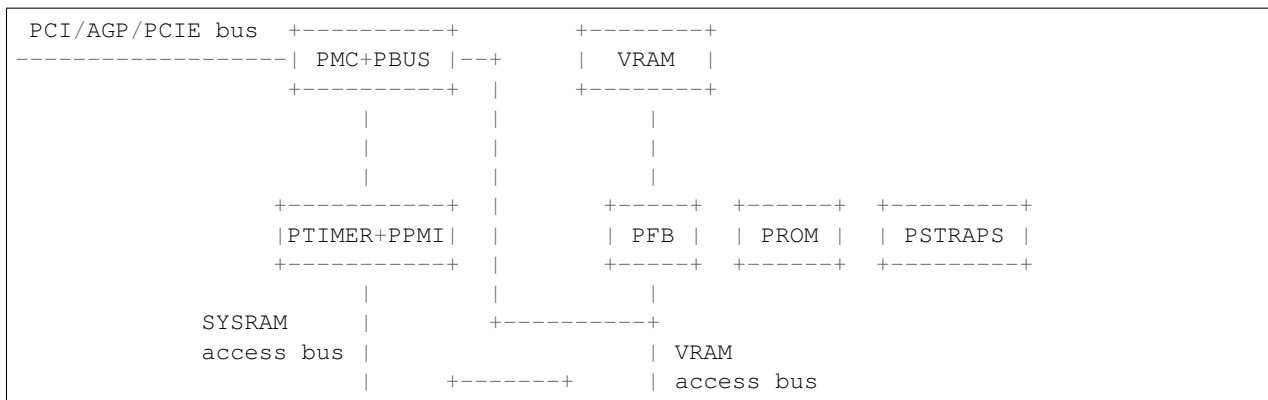 PCI/AGP/PCIE bus  +----------+        +--------+
-------------------| PMC+PBUS |--+     |  VRAM  |
                   +----------+  |     +--------+
                        |        |          |
                        |        |          |
                        |        |          |
                  +-----------+  |       +-----+  +------+  +---------+
                  |PTIMER+PPMI|  |       | PFB |  | PROM |  | PSTRAPS |
                  +-----------+  |       +-----+  +------+  +---------+
                        |        |          |
             SYSRAM     |        +----------+
             access bus |                   | VRAM
                        |     +-------+     | access bus